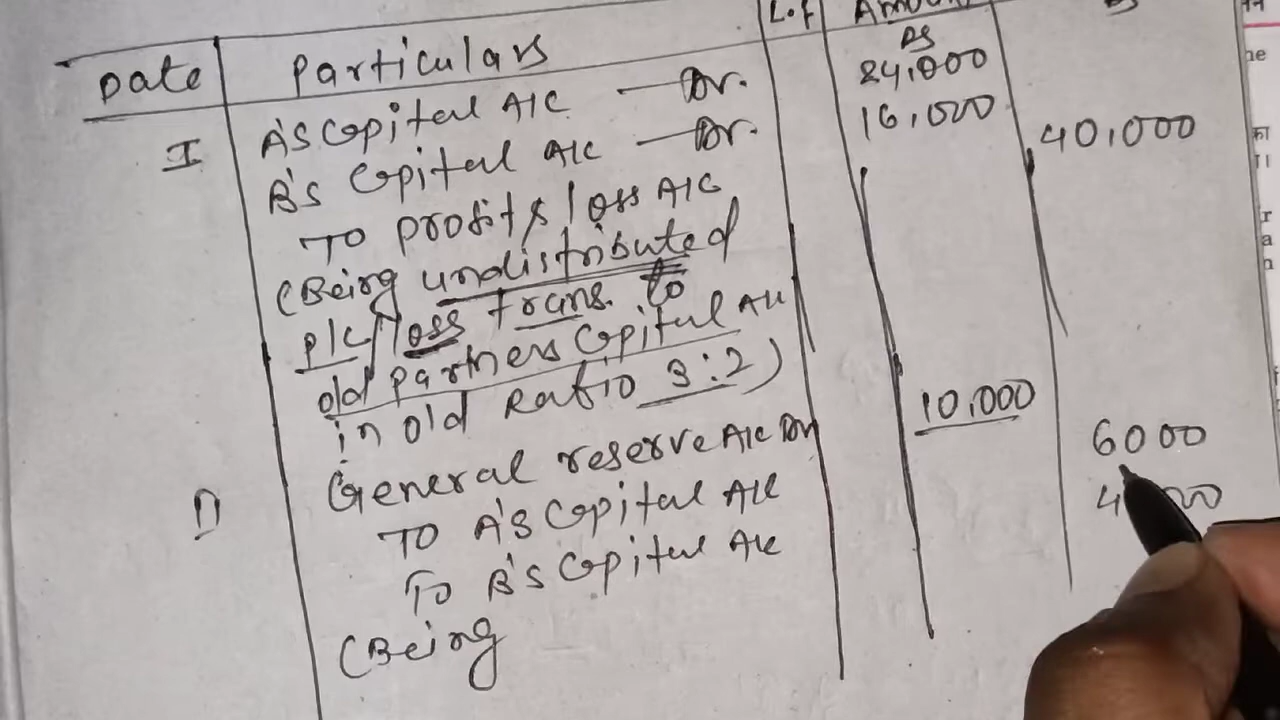 Date Particulars L.f Amount
Rs
I A's Capital A/C — Dr. 24,000
B's Capital A/C — Dr 16,000
To profit & loss A/C 40,000
(Being undistributed
P/L loss trans. to
old Partners Capital A/c
in old Ratio 3:2)
II General reserve A/c Dr 10,000
To A's Capital A/c 6000
To B's Capital A/c
(Being